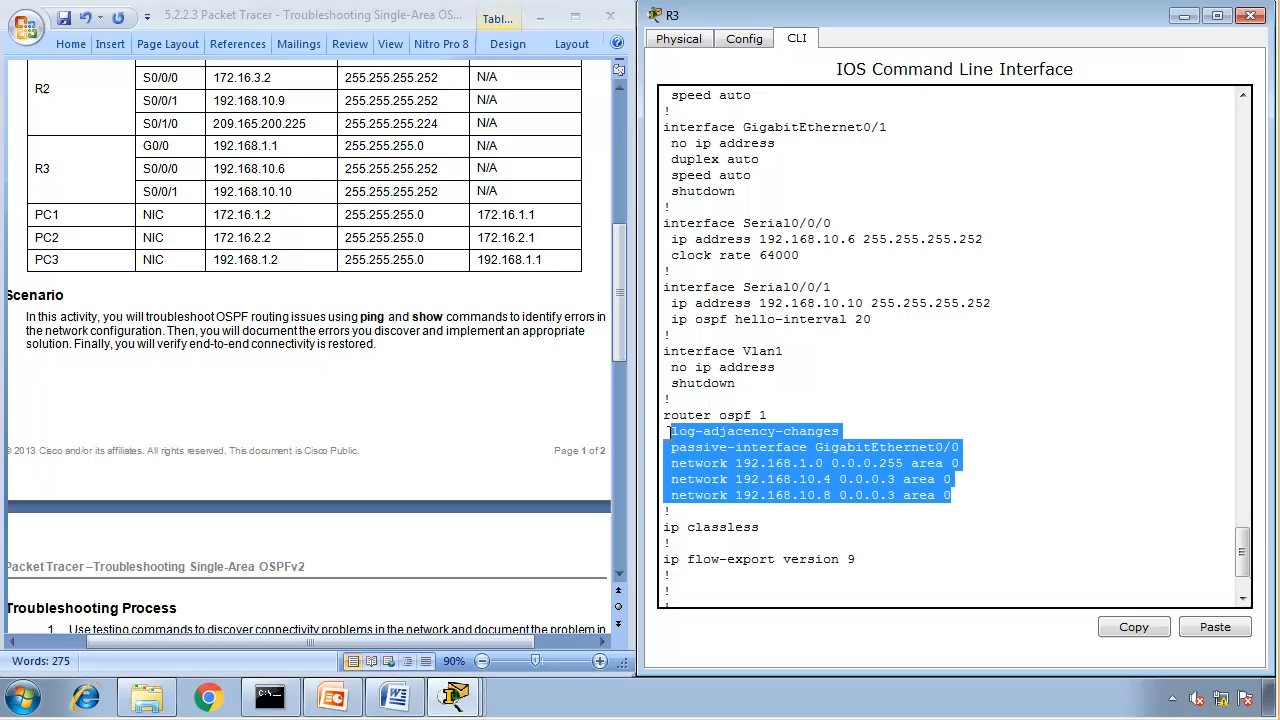 5.2.2.3 Packet Tracer - Troubleshooting Single-Area OS...
Tabl...
Home Insert Page Layout References Mailings Review View Nitro Pro 8 Design Layout
R2 S0/0/0 172.16.3.2 255.255.255.252 N/A
S0/0/1 192.168.10.9 255.255.255.252 N/A
S0/1/0 209.165.200.225 255.255.255.224 N/A
R3 G0/0 192.168.1.1 255.255.255.0 N/A
S0/0/0 192.168.10.6 255.255.255.252 N/A
S0/0/1 192.168.10.10 255.255.255.252 N/A
PC1 NIC 172.16.1.2 255.255.255.0 172.16.1.1
PC2 NIC 172.16.2.2 255.255.255.0 172.16.2.1
PC3 NIC 192.168.1.2 255.255.255.0 192.168.1.1
Scenario
In this activity, you will troubleshoot OSPF routing issues using ping and show commands to identify errors in
the network configuration. Then, you will document the errors you discover and implement an appropriate
solution. Finally, you will verify end-to-end connectivity is restored.
© 2013 Cisco and/or its affiliates. All rights reserved. This document is Cisco Public. Page 1 of 2
Packet Tracer –Troubleshooting Single-Area OSPFv2
Troubleshooting Process
1. Use testing commands to discover connectivity problems in the network and document the problem in
Words: 275
90%
R3
Physical Config CLI
IOS Command Line Interface
speed auto
!
interface GigabitEthernet0/1
no ip address
duplex auto
speed auto
shutdown
!
interface Serial0/0/0
ip address 192.168.10.6 255.255.255.252
clock rate 64000
!
interface Serial0/0/1
ip address 192.168.10.10 255.255.255.252
ip ospf hello-interval 20
!
interface Vlan1
no ip address
shutdown
!
router ospf 1
log-adjacency-changes
passive-interface GigabitEthernet0/0
network 192.168.1.0 0.0.0.255 area 0
network 192.168.10.4 0.0.0.3 area 0
network 192.168.10.8 0.0.0.3 area 0
!
ip classless
!
ip flow-export version 9
!
!
!
Copy Paste